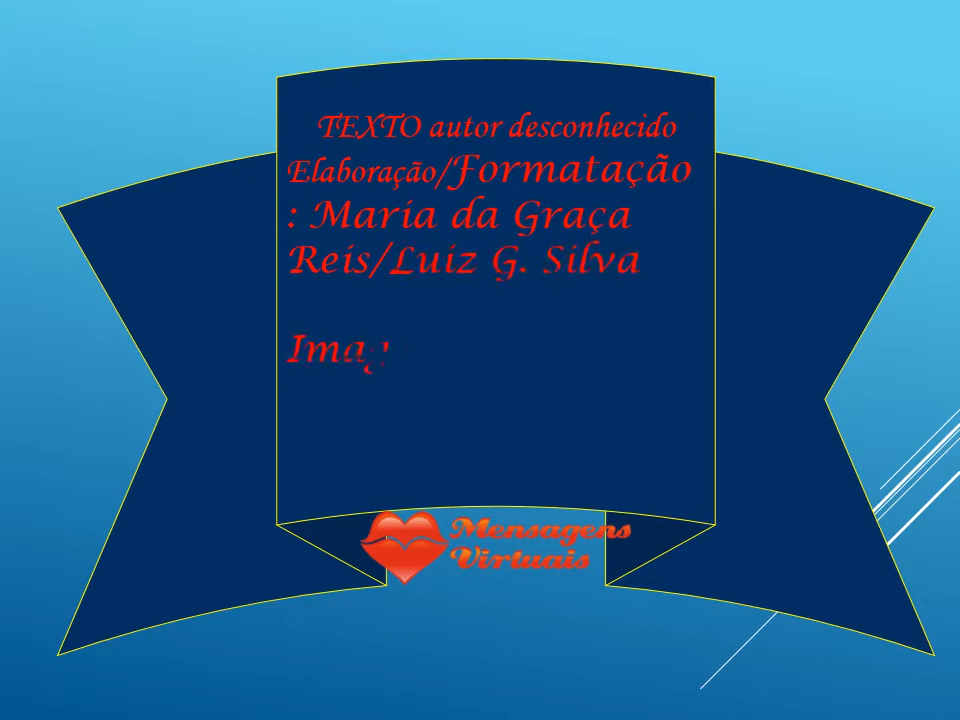 TEXTO autor desconhecido
Elaboração/Formatação
: Maria da Graça
Reis/Luiz G. Silva
Mensagens
Virtuais